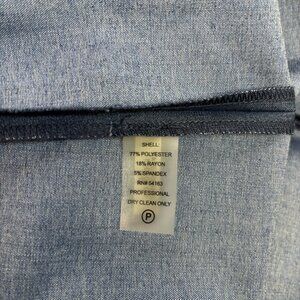 SHELL:
77% POLYESTER
18% RAYON
5% SPANDEX
RN# 54163
PROFESSIONAL
DRY CLEAN ONLY
P